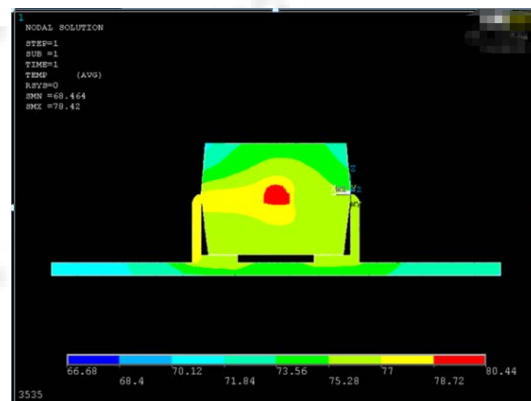 1
NODAL SOLUTION
STEP=1
SUB =1
TIME=1
TEMP (AVG)
RSYS=0
SMN =68.464
SMX =78.42
66.68 70.12 73.56 77 80.44
68.4 71.84 75.28 78.72
3535